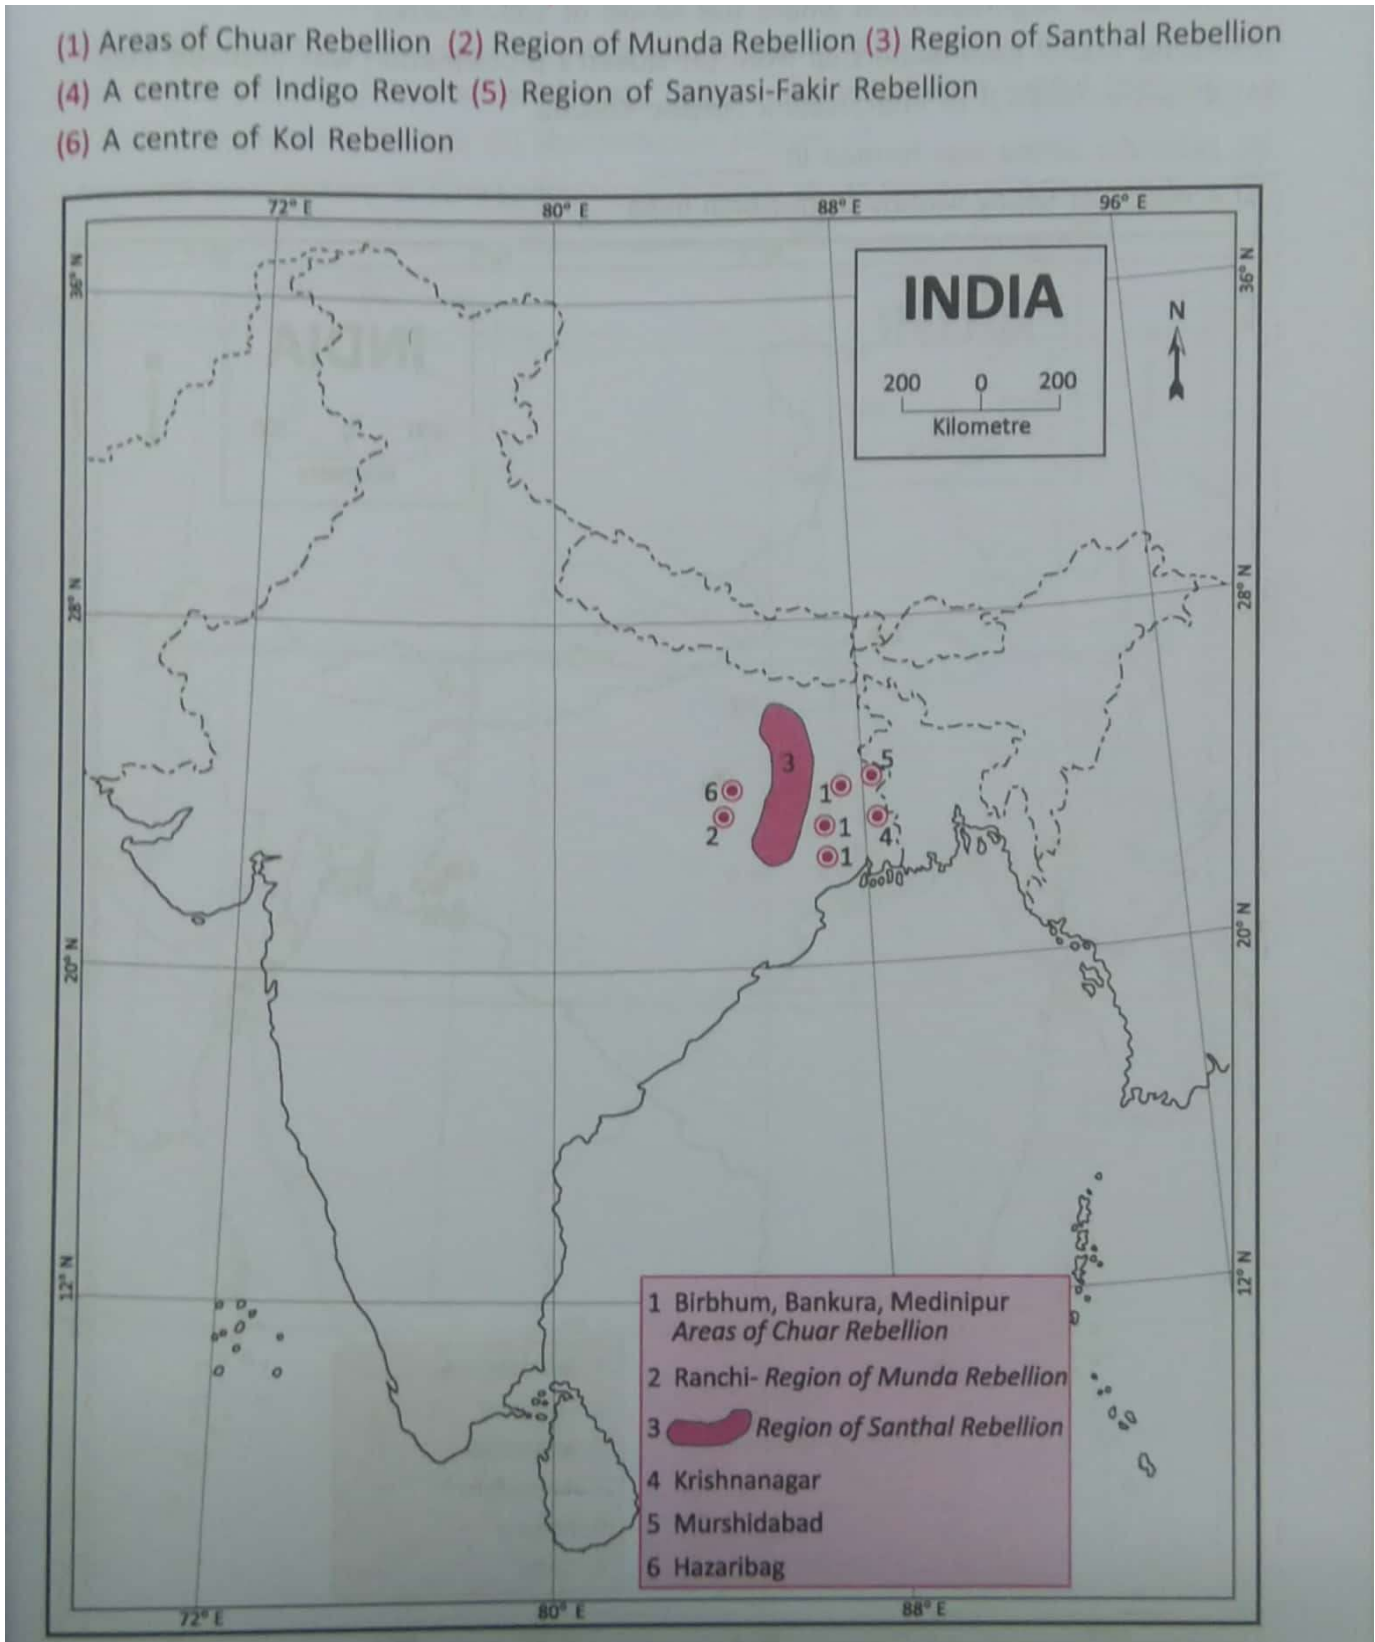 (1) Areas of Chuar Rebellion (2) Region of Munda Rebellion (3) Region of Santhal Rebellion
(4) A centre of Indigo Revolt (5) Region of Sanyasi-Fakir Rebellion
(6) A centre of Kol Rebellion
72° E 80° E 88° E 96° E
36° N
36° N
INDIA
200 0 200
Kilometre
N
28° N
28° N
3
5
6
1
2
1
4
1
20° N
20° N
12° N
12° N
1 Birbhum, Bankura, Medinipur
Areas of Chuar Rebellion
2 Ranchi- Region of Munda Rebellion
3 Region of Santhal Rebellion
4 Krishnanagar
5 Murshidabad
6 Hazaribag
72° E 80° E 88° E